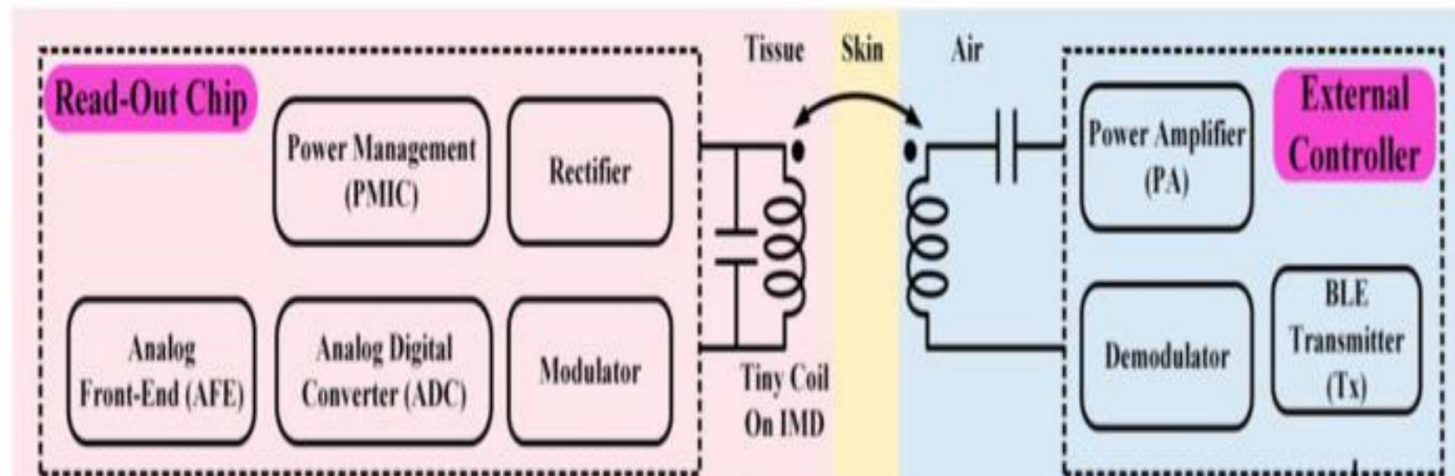 Tissue
Skin
Air
Read-Out Chip
Power Management
(PMIC)
Rectifier
Analog
Front-End (AFE)
Analog Digital
Converter (ADC)
Modulator
Tiny Coil
On IMD
Power Amplifier
(PA)
External
Controller
Demodulator
BLE
Transmitter
(Tx)